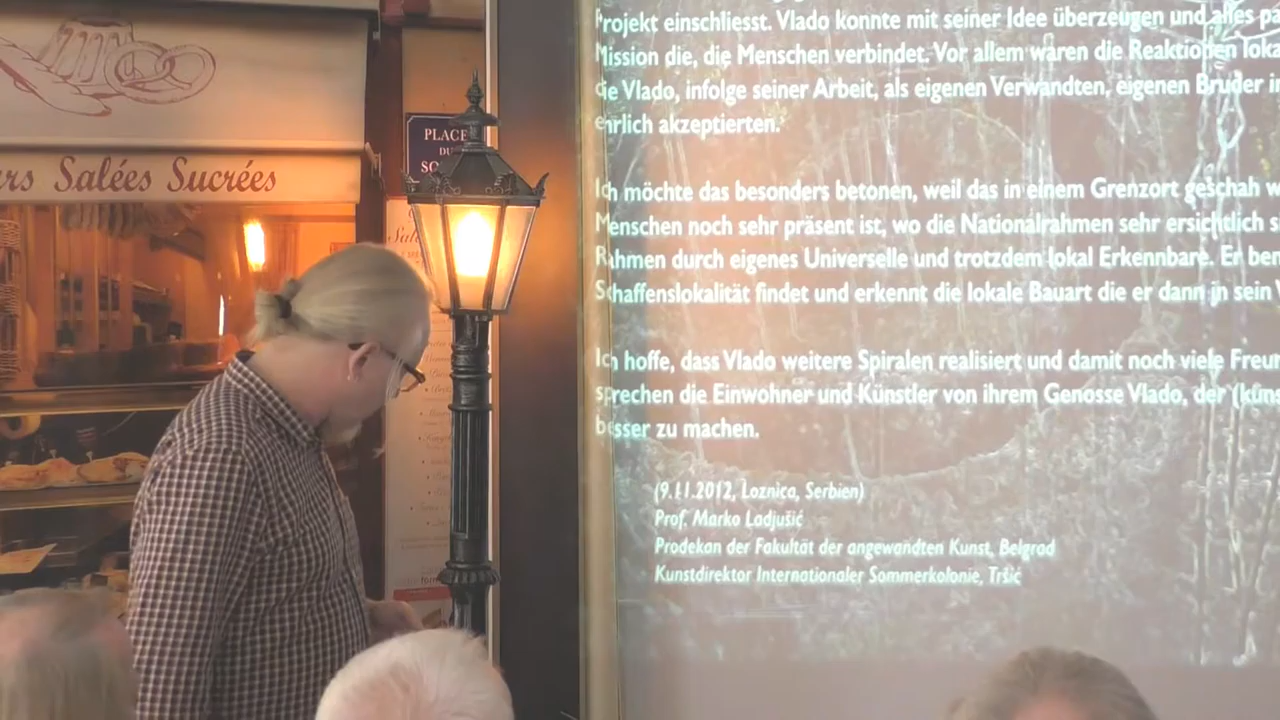 rs Salées Sucrées
PLACE
DU
SO
Projekt einschliesst. Vlado konnte mit seiner Idee überzeugen und alles pa
Mission die, die Menschen verbindet. Vor allem waren die Reaktionen loka
die Vlado, infolge seiner Arbeit, als eigenen Verwandten, eigenen Bruder in
ehrlich akzeptierten.
Ich möchte das besonders betonen, weil das in einem Grenzort geschah w
Menschen noch sehr präsent ist, wo die Nationalrahmen sehr ersichtlich s
Rahmen durch eigenes Universelle und trotzdem lokal Erkennbare. Er ben
Schaffenslokalität findet und erkennt die lokale Bauart die er dann in sein
Ich hoffe, dass Vlado weitere Spiralen realisiert und damit noch viele Freun
sprechen die Einwohner und Künstler von ihrem Genosse Vlado, der (küns
besser zu machen.
(9.11.2012, Loznica, Serbien)
Prof. Marko Ladjušić
Prodekan der Fakultät der angewandten Kunst, Belgrad
Kunstdirektor Internationaler Sommerkolonie, Tršić